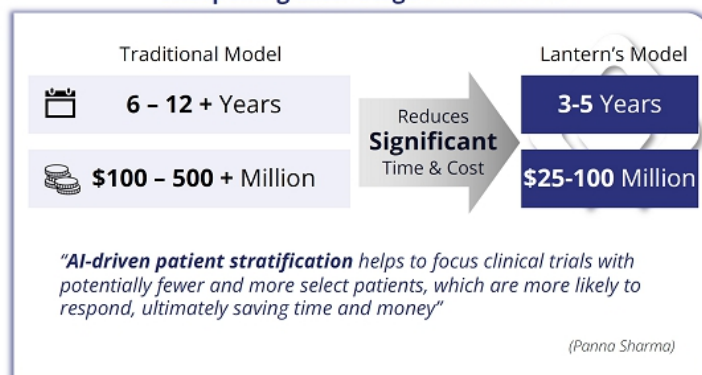 Traditional Model
Lantern's Model
6 – 12 + Years
Reduces
Significant
Time & Cost
3-5 Years
$100 – 500 + Million
$25-100 Million
“AI-driven patient stratification helps to focus clinical trials with
potentially fewer and more select patients, which are more likely to
respond, ultimately saving time and money”
(Panna Sharma)